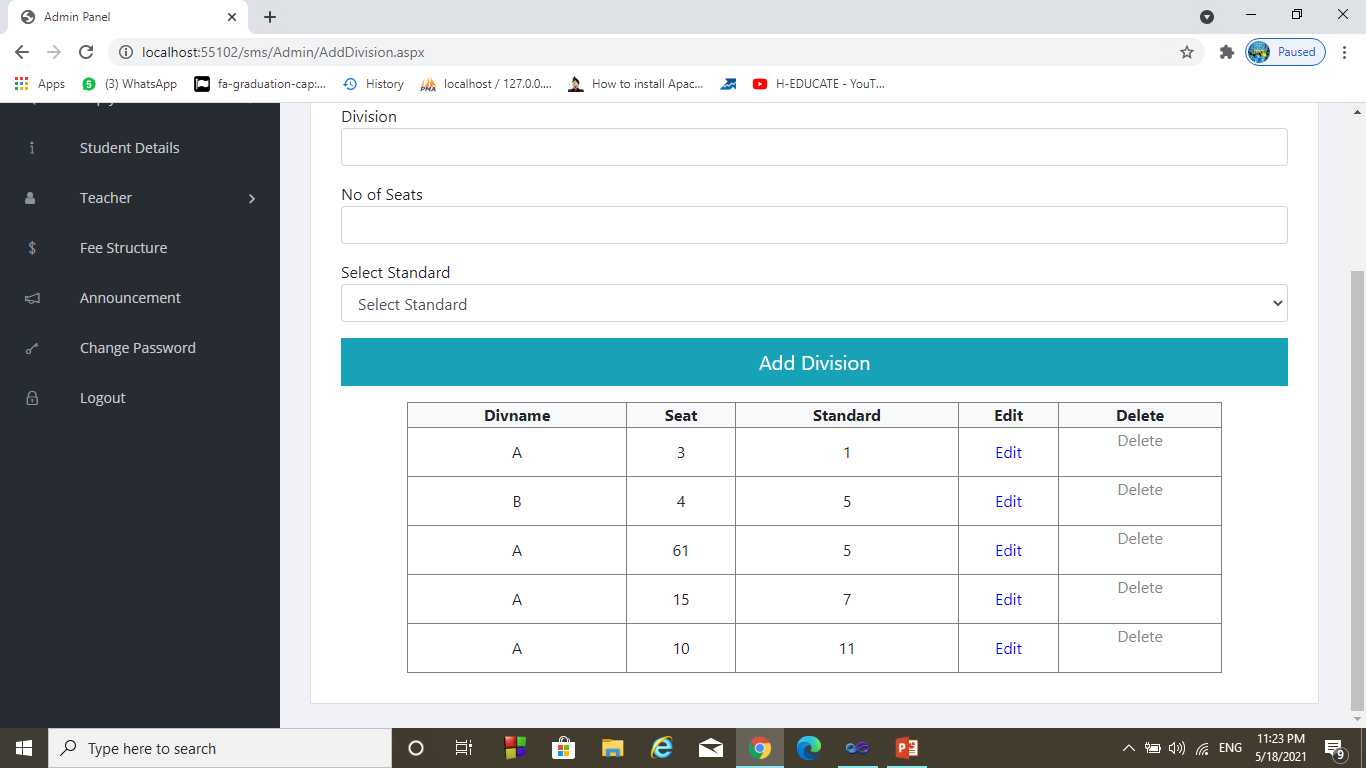 Admin Panel
localhost:55102/sms/Admin/AddDivision.aspx
Paused
Apps
5
(3) WhatsApp
fa-graduation-cap:...
History
PMA
localhost / 127.0.0....
How to install Apac...
H-EDUCATE - YouT...
Student Details
Teacher
Fee Structure
Announcement
Change Password
Logout
Division
No of Seats
Select Standard
Select Standard
Add Division
Divname Seat Standard Edit Delete
A 3 1 Edit Delete
B 4 5 Edit Delete
A 61 5 Edit Delete
A 15 7 Edit Delete
A 10 11 Edit Delete
Type here to search
ENG
11:23 PM
5/18/2021
9